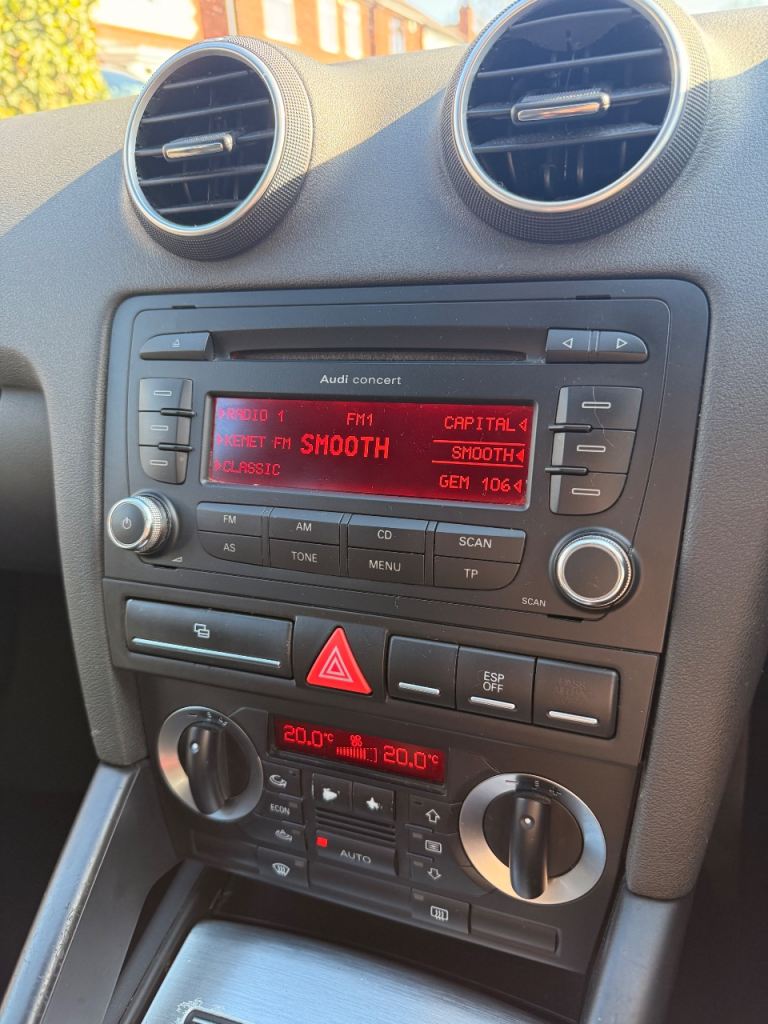 Audi concert
RADIO 1 FM1 CAPITAL
KEMET FM SMOOTH SMOOTH
CLASSIC GEM 106
FM AM CD SCAN
AS TONE MENU TP
SCAN
ESP
OFF
20.0°C 20.0°C
ECON
AUTO